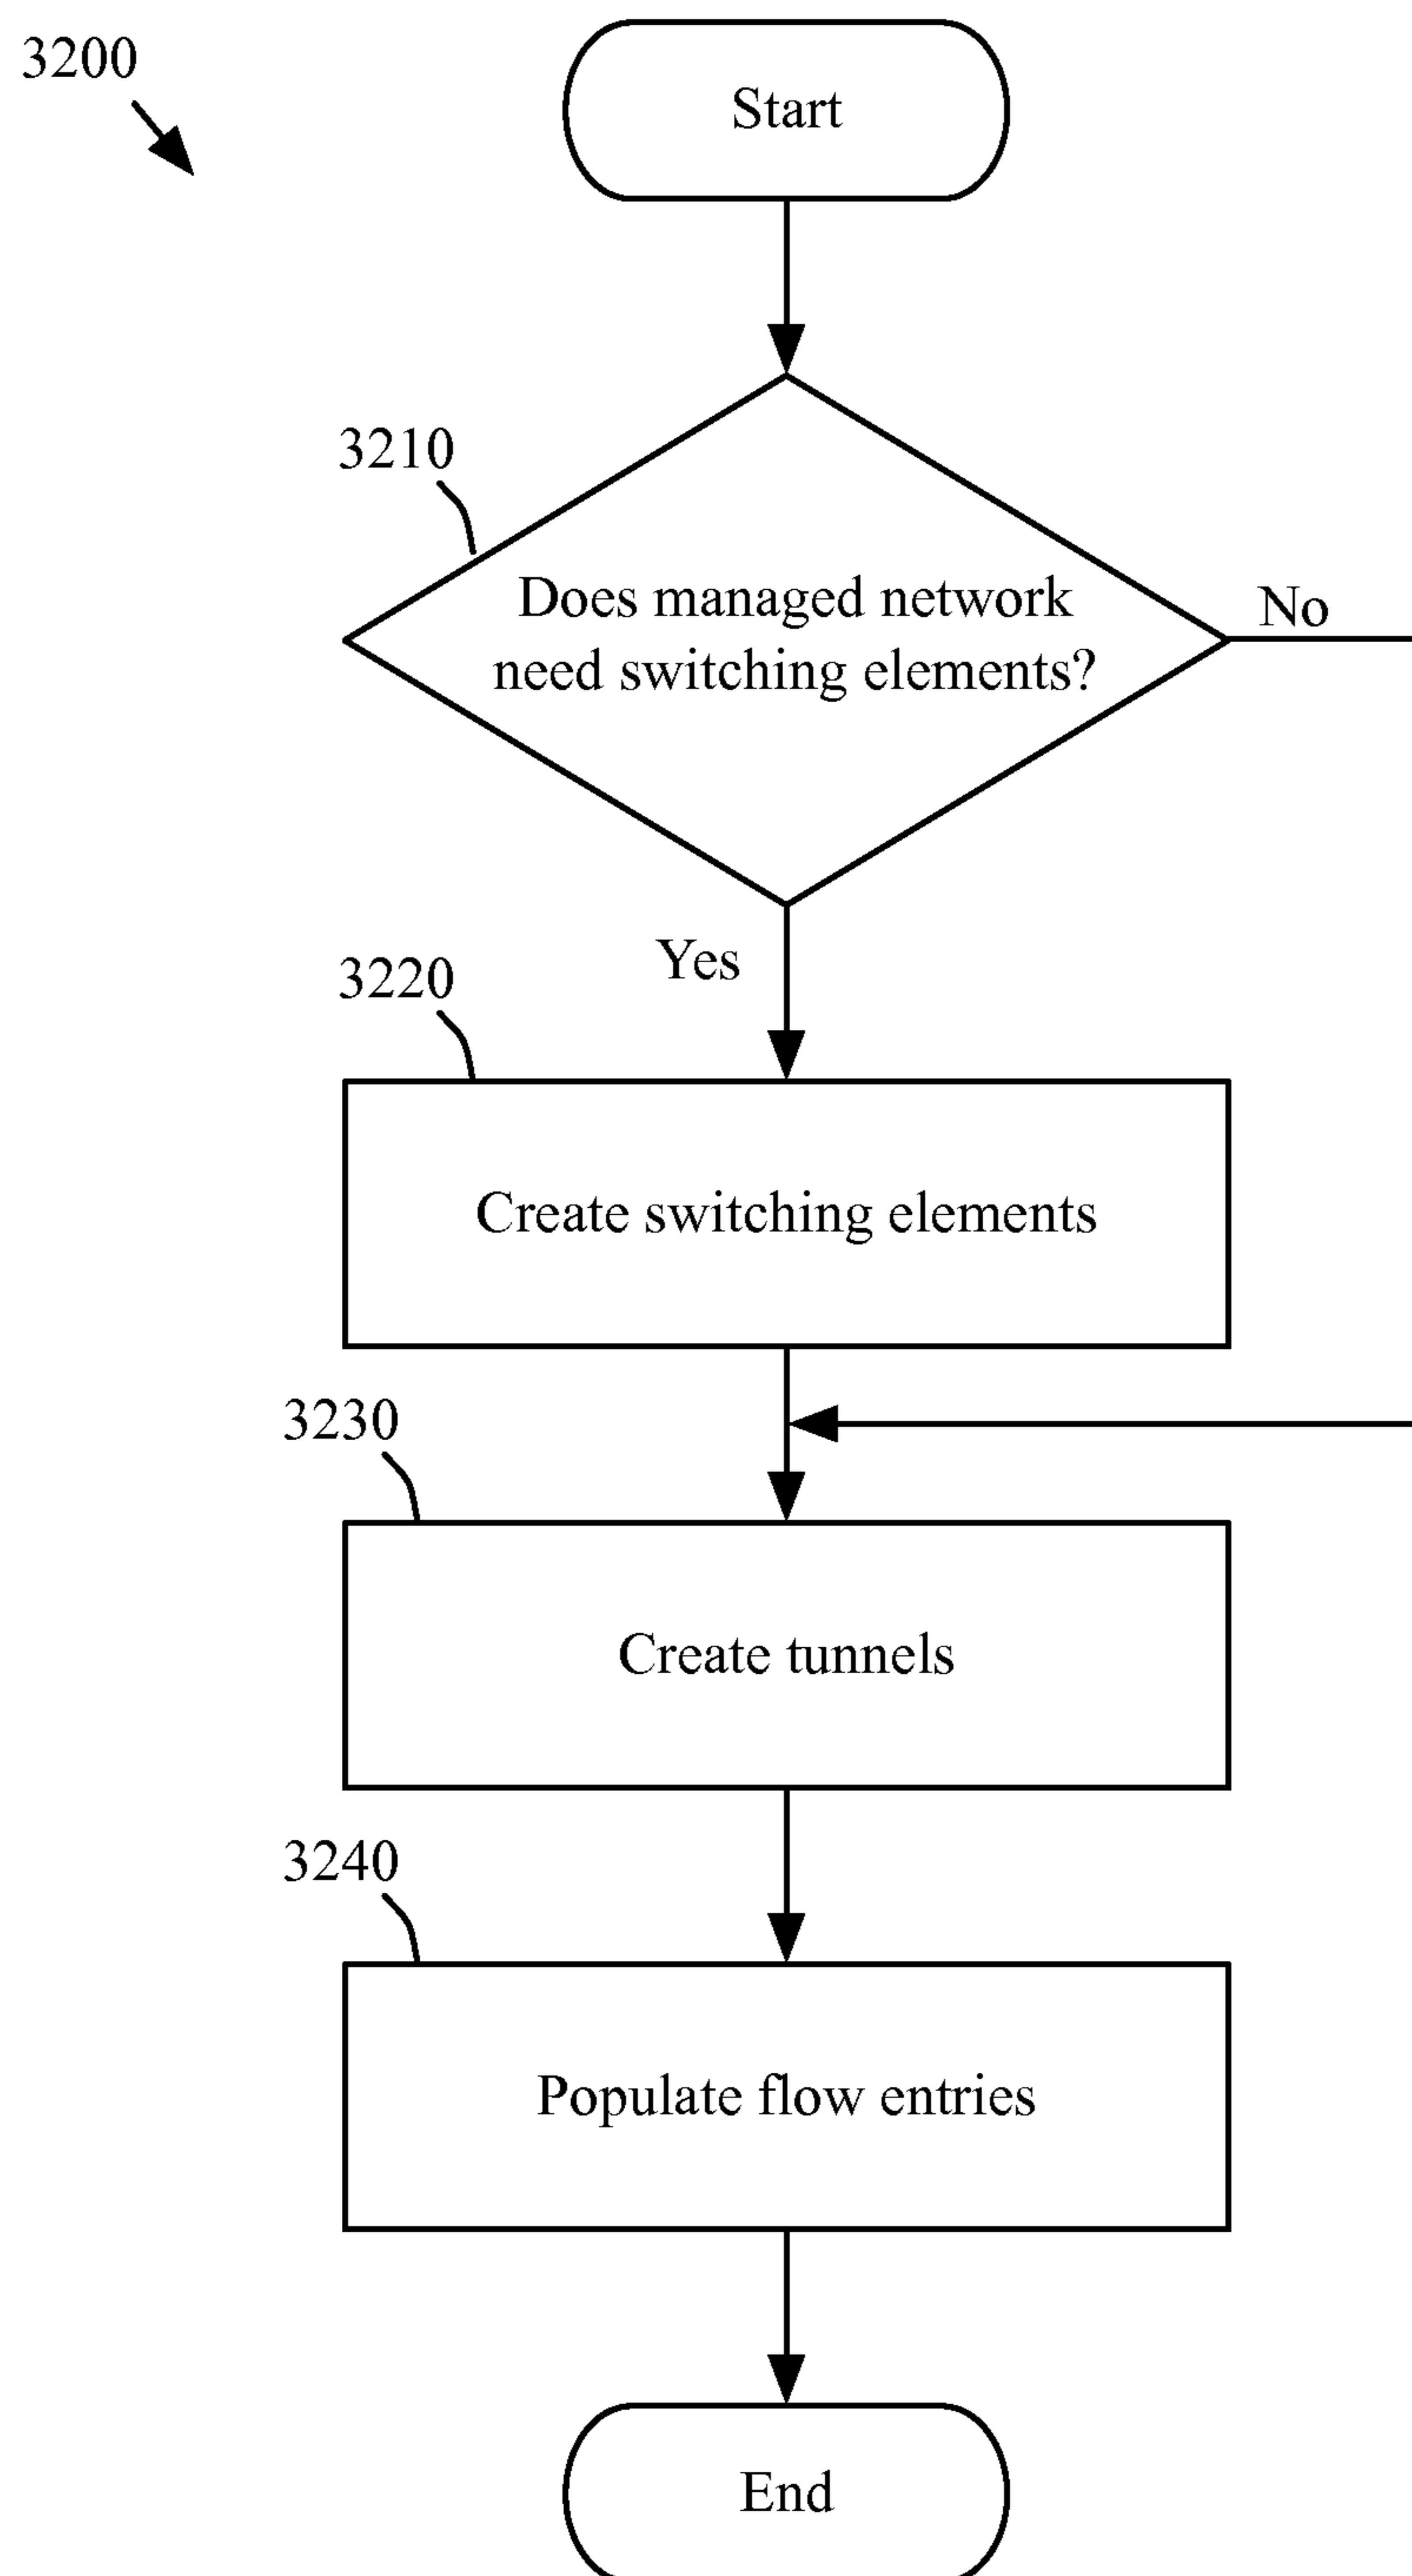 3200
Start
3210
Does managed network
need switching elements?
No
Yes
3220
Create switching elements
3230
Create tunnels
3240
Populate flow entries
End